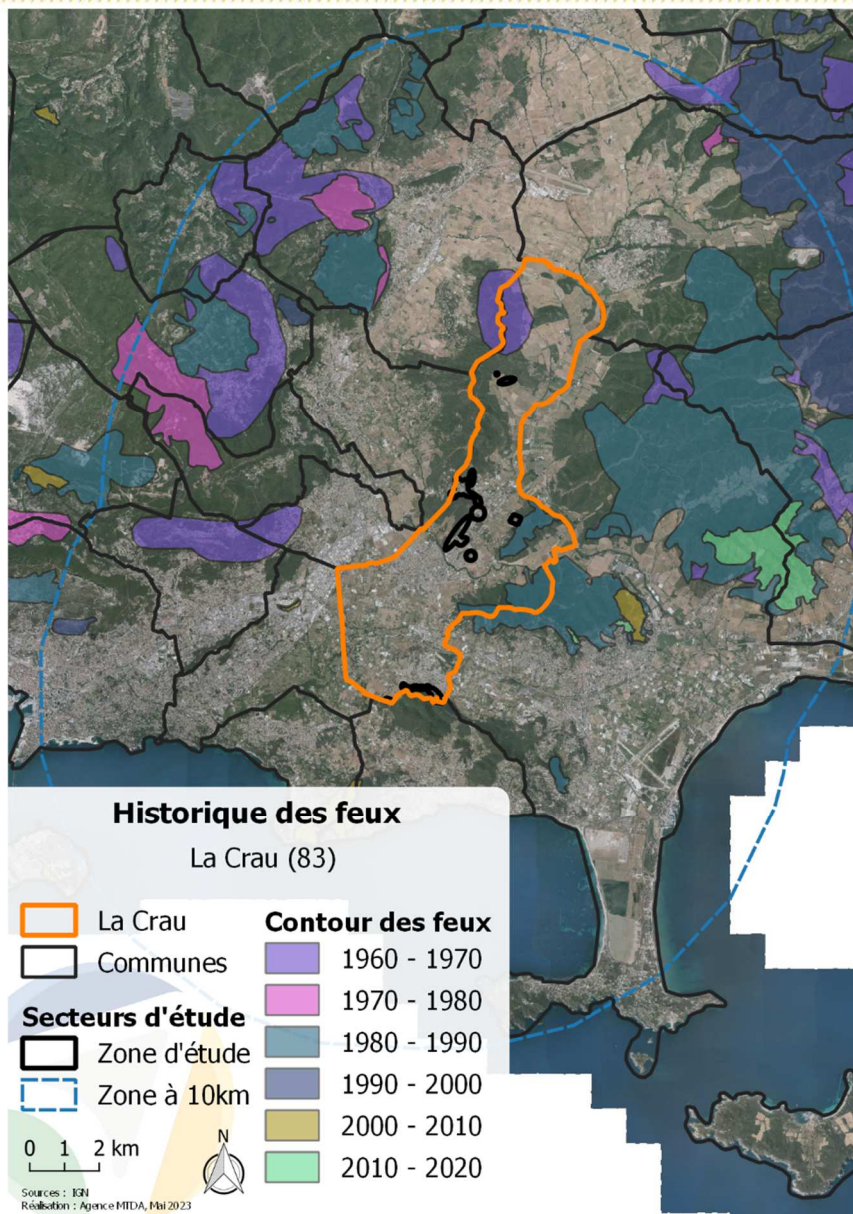 Historique des feux
La Crau (83)
La Crau
Communes
Secteurs d'étude
Zone d'étude
Zone à 10km
0 1 2 km
N
Sources : IGN
Réalisation : Agence MTDA, Mai 2023
Contour des feux
1960 - 1970
1970 - 1980
1980 - 1990
1990 - 2000
2000 - 2010
2010 - 2020